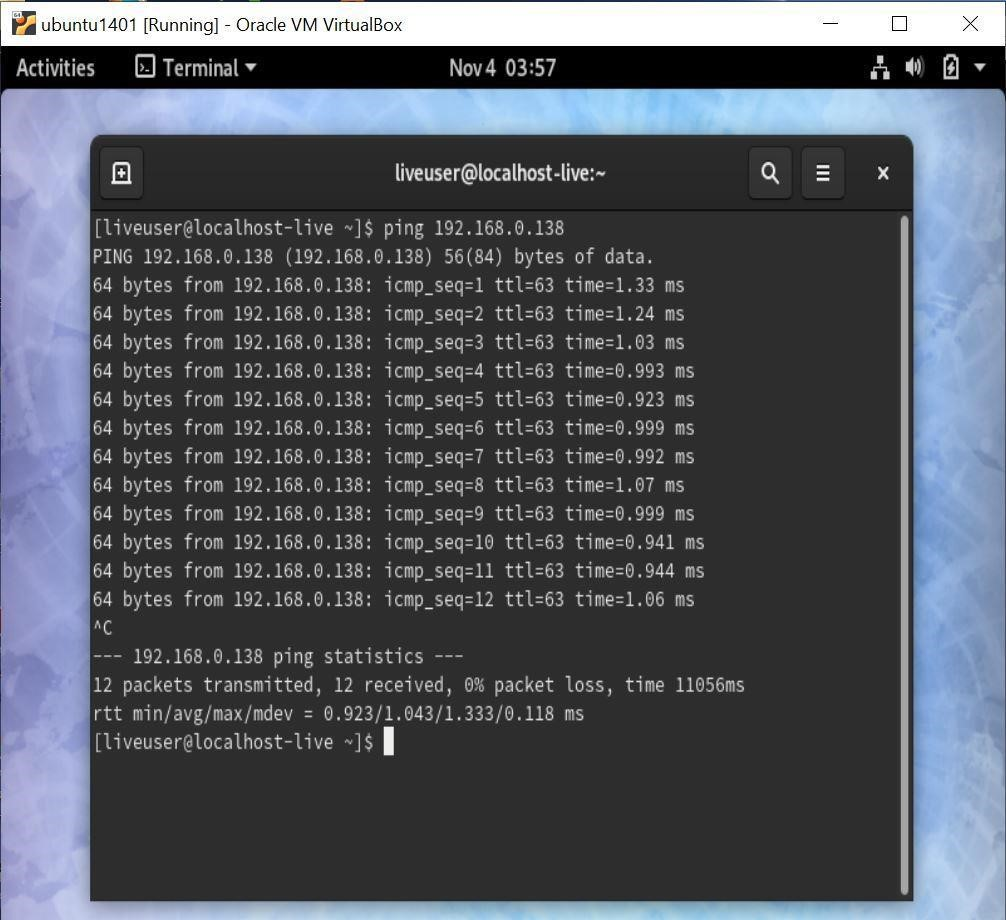 ubuntu1401 [Running] - Oracle VM VirtualBox
Activities Terminal Nov 4 03:57
liveuser@localhost-live:~
[liveuser@localhost-live ~]$ ping 192.168.0.138
PING 192.168.0.138 (192.168.0.138) 56(84) bytes of data.
64 bytes from 192.168.0.138: icmp_seq=1 ttl=63 time=1.33 ms
64 bytes from 192.168.0.138: icmp_seq=2 ttl=63 time=1.24 ms
64 bytes from 192.168.0.138: icmp_seq=3 ttl=63 time=1.03 ms
64 bytes from 192.168.0.138: icmp_seq=4 ttl=63 time=0.993 ms
64 bytes from 192.168.0.138: icmp_seq=5 ttl=63 time=0.923 ms
64 bytes from 192.168.0.138: icmp_seq=6 ttl=63 time=0.999 ms
64 bytes from 192.168.0.138: icmp_seq=7 ttl=63 time=0.992 ms
64 bytes from 192.168.0.138: icmp_seq=8 ttl=63 time=1.07 ms
64 bytes from 192.168.0.138: icmp_seq=9 ttl=63 time=0.999 ms
64 bytes from 192.168.0.138: icmp_seq=10 ttl=63 time=0.941 ms
64 bytes from 192.168.0.138: icmp_seq=11 ttl=63 time=0.944 ms
64 bytes from 192.168.0.138: icmp_seq=12 ttl=63 time=1.06 ms
^C
--- 192.168.0.138 ping statistics ---
12 packets transmitted, 12 received, 0% packet loss, time 11056ms
rtt min/avg/max/mdev = 0.923/1.043/1.333/0.118 ms
[liveuser@localhost-live ~]$